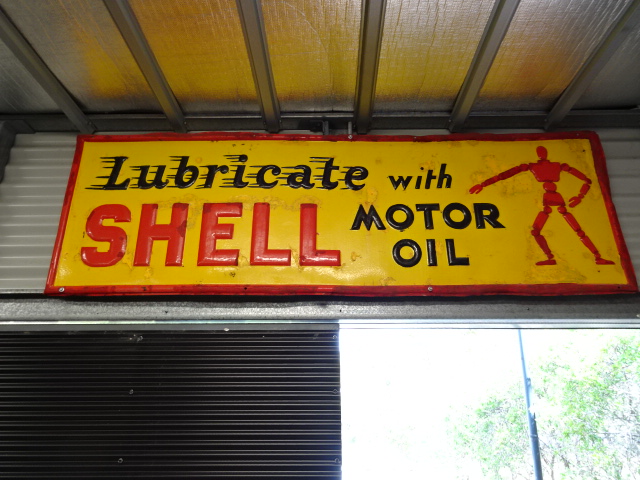 Lubricate with
SHELL MOTOR
OIL